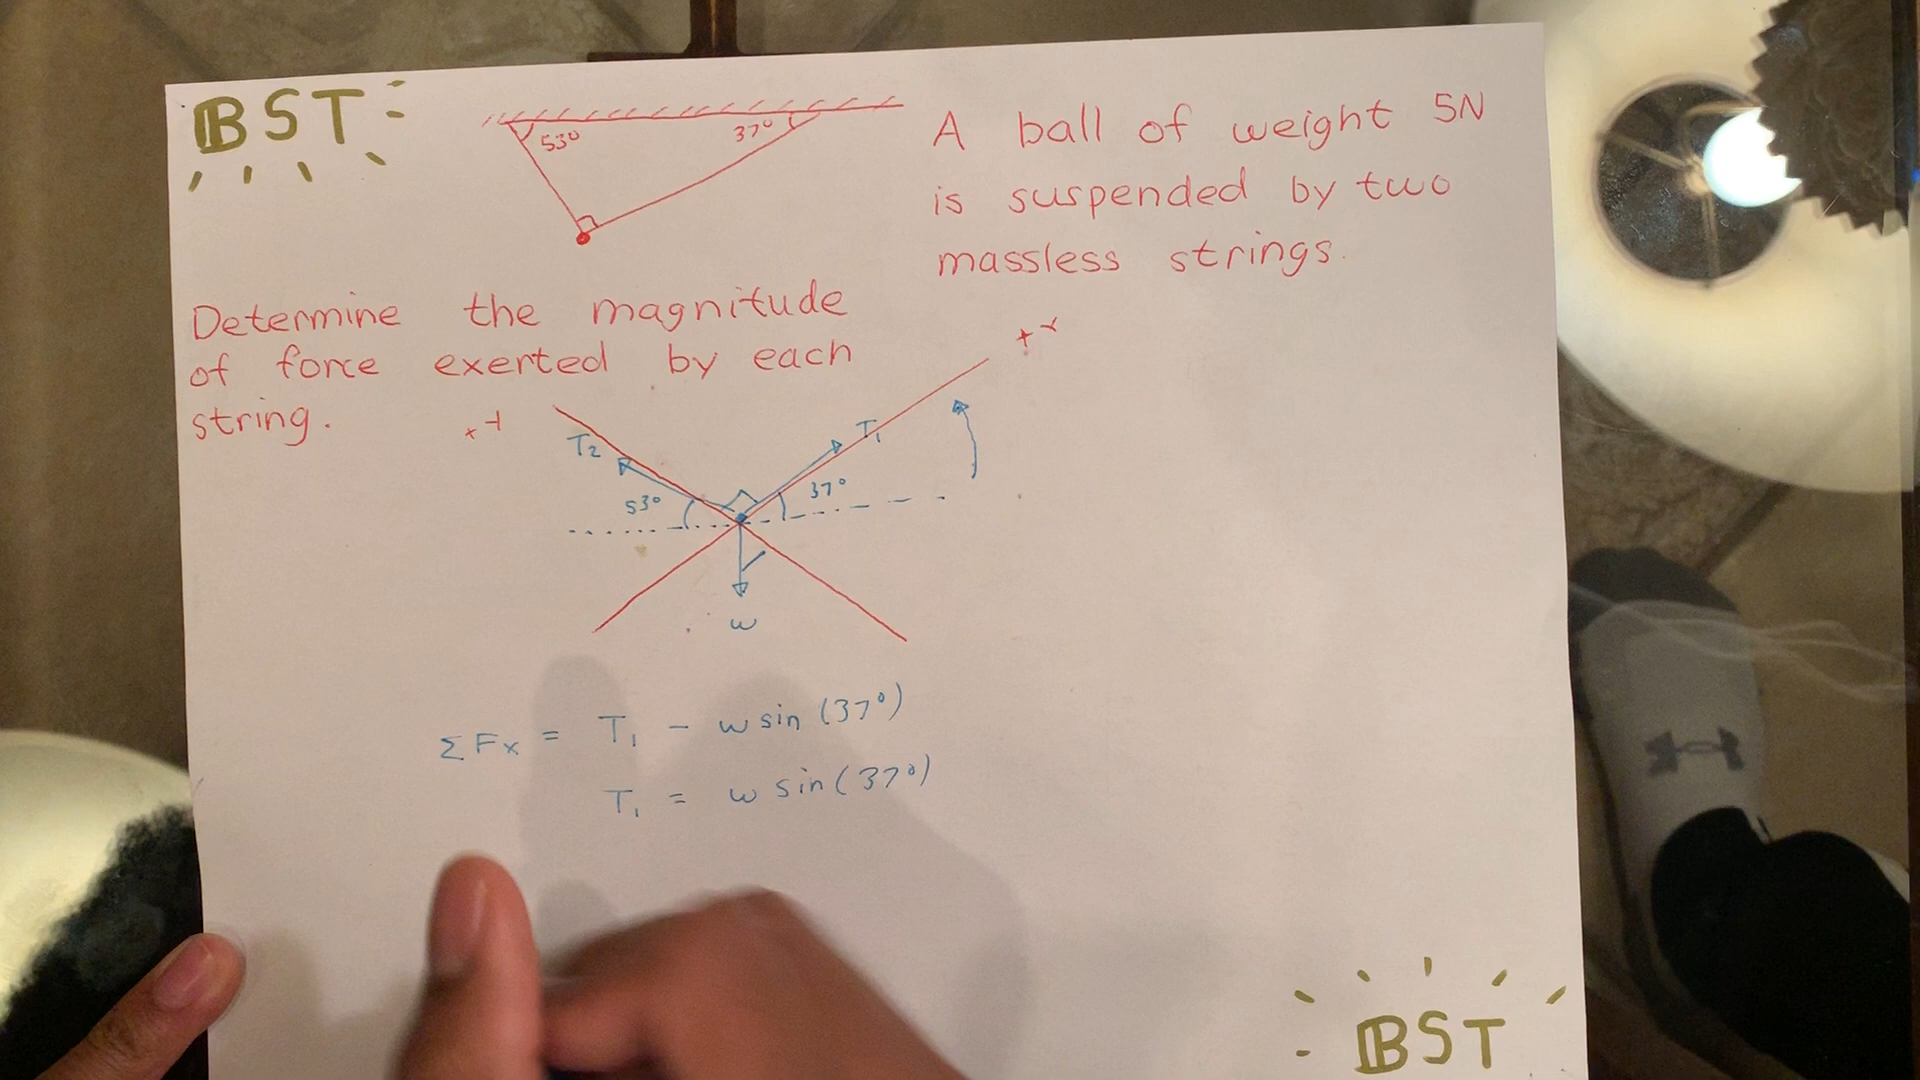 BST
53°
37°
A ball of weight 5N
is suspended by two
massless strings.
Determine the magnitude
of force exerted by each
string.
T₂
T₁
53°
37°
w
ΣFx = T₁ - w sin (37°)
T₁ = w sin (37°)
BST